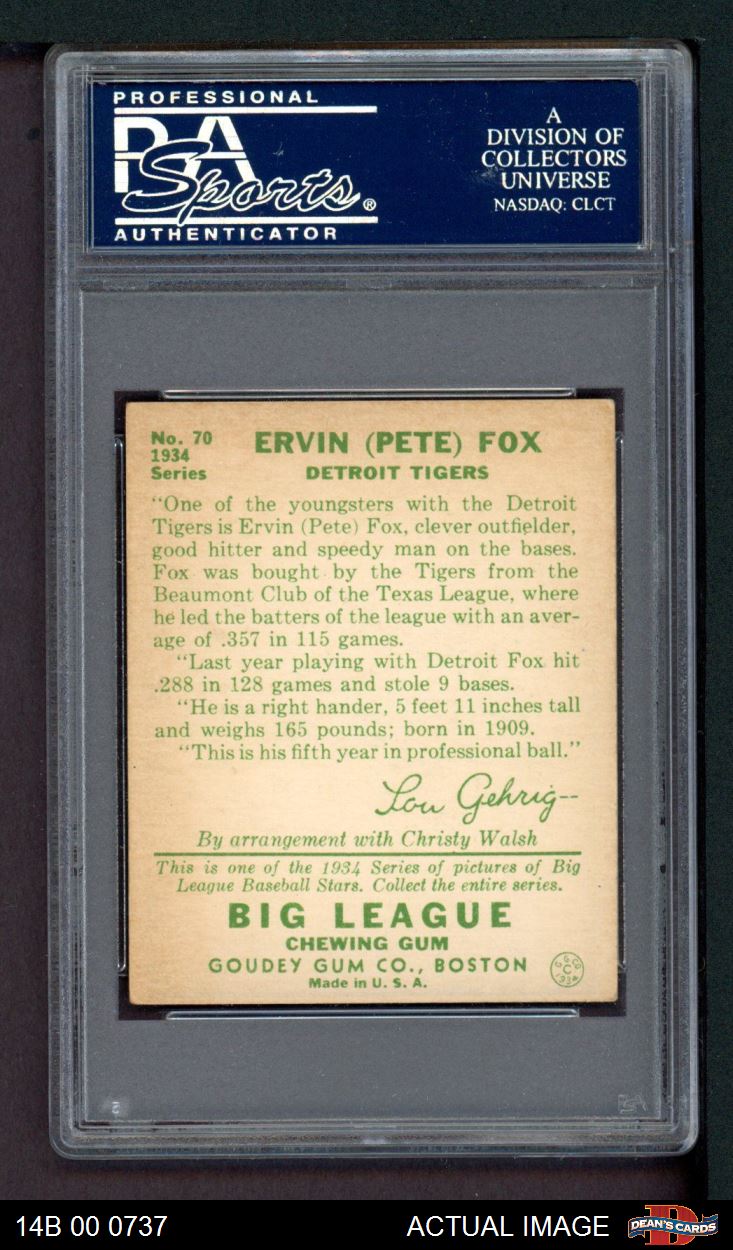 PROFESSIONAL
PSA
Sports®
AUTHENTICATOR
A
DIVISION OF
COLLECTORS
UNIVERSE
NASDAQ: CLCT
No. 70
1934
Series
ERVIN (PETE) FOX
DETROIT TIGERS
"One of the youngsters with the Detroit
Tigers is Ervin (Pete) Fox, clever outfielder,
good hitter and speedy man on the bases.
Fox was bought by the Tigers from the
Beaumont Club of the Texas League, where
he led the batters of the league with an aver-
age of .357 in 115 games.
"Last year playing with Detroit Fox hit
.288 in 128 games and stole 9 bases.
"He is a right hander, 5 feet 11 inches tall
and weighs 165 pounds; born in 1909.
"This is his fifth year in professional ball."
Lou Gehrig--
By arrangement with Christy Walsh
This is one of the 1934 Series of pictures of Big
League Baseball Stars. Collect the entire series.
BIG LEAGUE
CHEWING GUM
GOUDEY GUM CO., BOSTON
Made in U. S. A.
G G CO
C
1934
14B 00 0737
ACTUAL IMAGE
D
DEAN'S CARDS